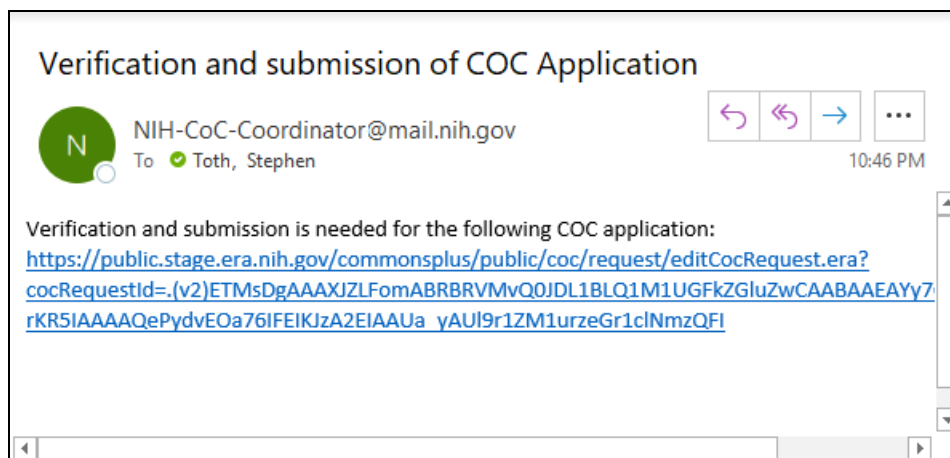 Verification and submission of COC Application
N
NIH-CoC-Coordinator@mail.nih.gov
To Toth, Stephen
10:46 PM
Verification and submission is needed for the following COC application:
https://public.stage.era.nih.gov/commonsplus/public/coc/request/editCocRequest.era?
cocRequestId=.(v2)ETMsDgAAAXJZLFomABRBRVMvQ0JDL1BLQ1M1UGFkZGluZwCAABAAEAYy7
rKR5IAAAAQePydvEOa76IFEIKJzA2EIAAUa_yAUl9r1ZM1urzeGr1clNmzQFI